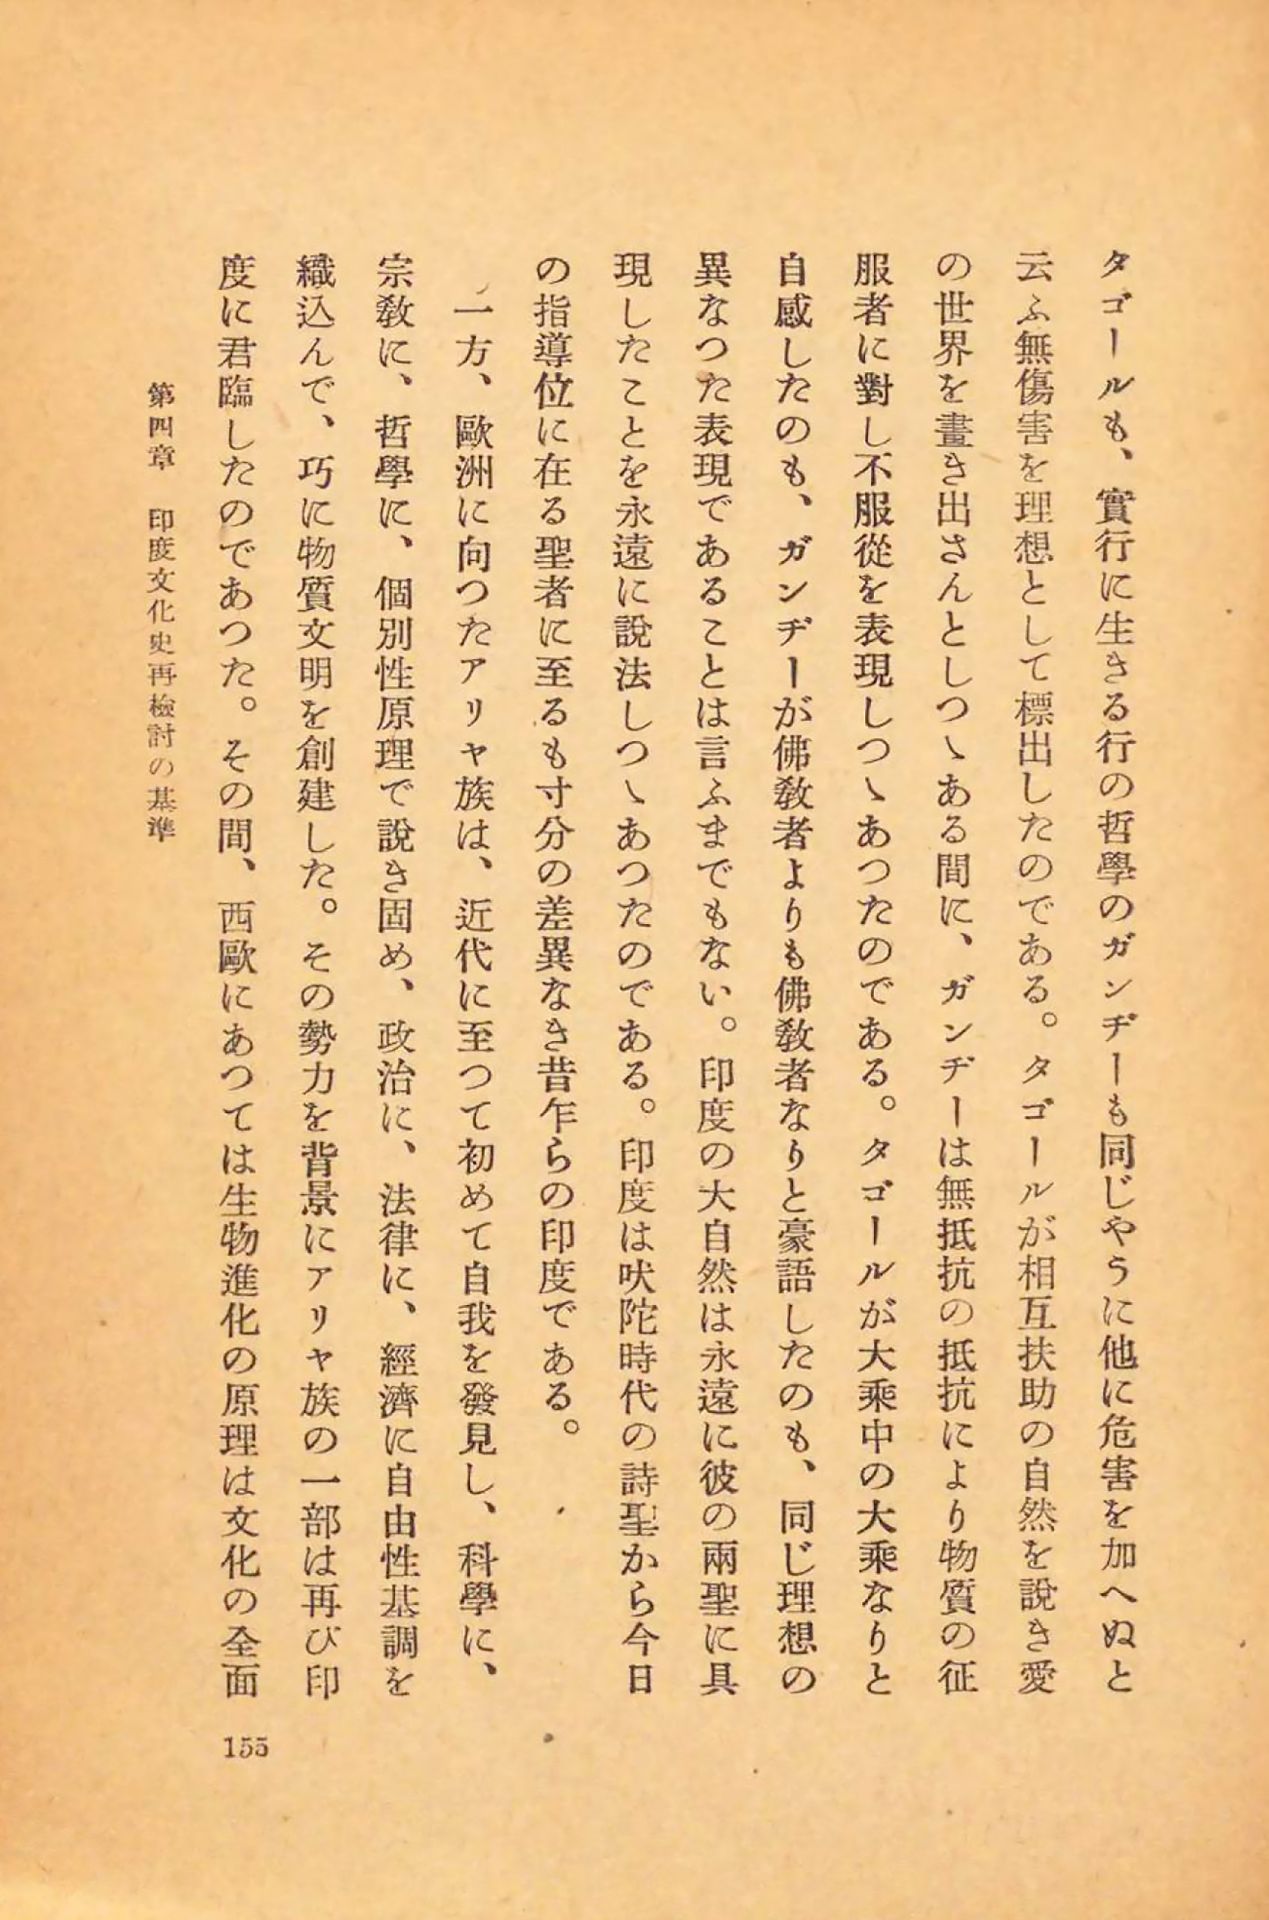 タゴールも、實行に生きる行の哲學のガンヂーも同じやうに他に危害を加へぬと
云ふ無傷害を理想として標出したのである。タゴールが相互扶助の自然を說き愛
の世界を畫き出さんとしつゝある間に、ガンヂーは無抵抗の抵抗により物質の征
服者に對し不服從を表現しつゝあつたのである。タゴールが大乘中の大乘なりと
自感したのも、ガンヂーが佛敎者よりも佛敎者なりと豪語したのも、同じ理想の
異なつた表現であることは言ふまでもない。印度の大自然は永遠に彼の兩聖に具
現したことを永遠に說法しつゝあつたのである。印度は吠陀時代の詩聖から今日
の指導位に在る聖者に至るも寸分の差異なき昔乍らの印度である。
一方、歐洲に向つたアリヤ族は、近代に至つて初めて自我を發見し、科學に、
宗敎に、哲學に、個別性原理で說き固め、政治に、法律に、經濟に自由性基調を
織込んで、巧に物質文明を創建した。その勢力を背景にアリヤ族の一部は再び印
度に君臨したのであつた。その間、西歐にあつては生物進化の原理は文化の全面
第四章　印度文化史再檢討の基準
155